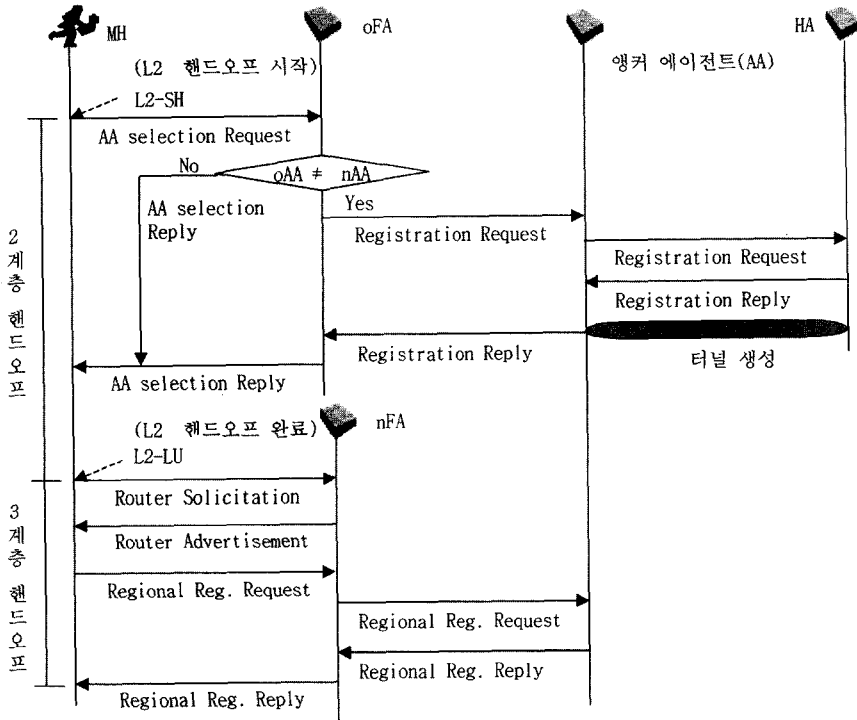 MH
oFA
HA
(L2 핸드오프 시작)
앵커 에이전트(AA)
L2-SH
AA selection Request
No
oAA ≠ nAA
AA selection
Reply
Yes
Registration Request
Registration Request
Registration Reply
Registration Reply
터널 생성
AA selection Reply
2계층 핸드오프
(L2 핸드오프 완료)
nFA
L2-LU
Router Solicitation
Router Advertisement
Regional Reg. Request
Regional Reg. Request
Regional Reg. Reply
Regional Reg. Reply
3계층 핸드오프